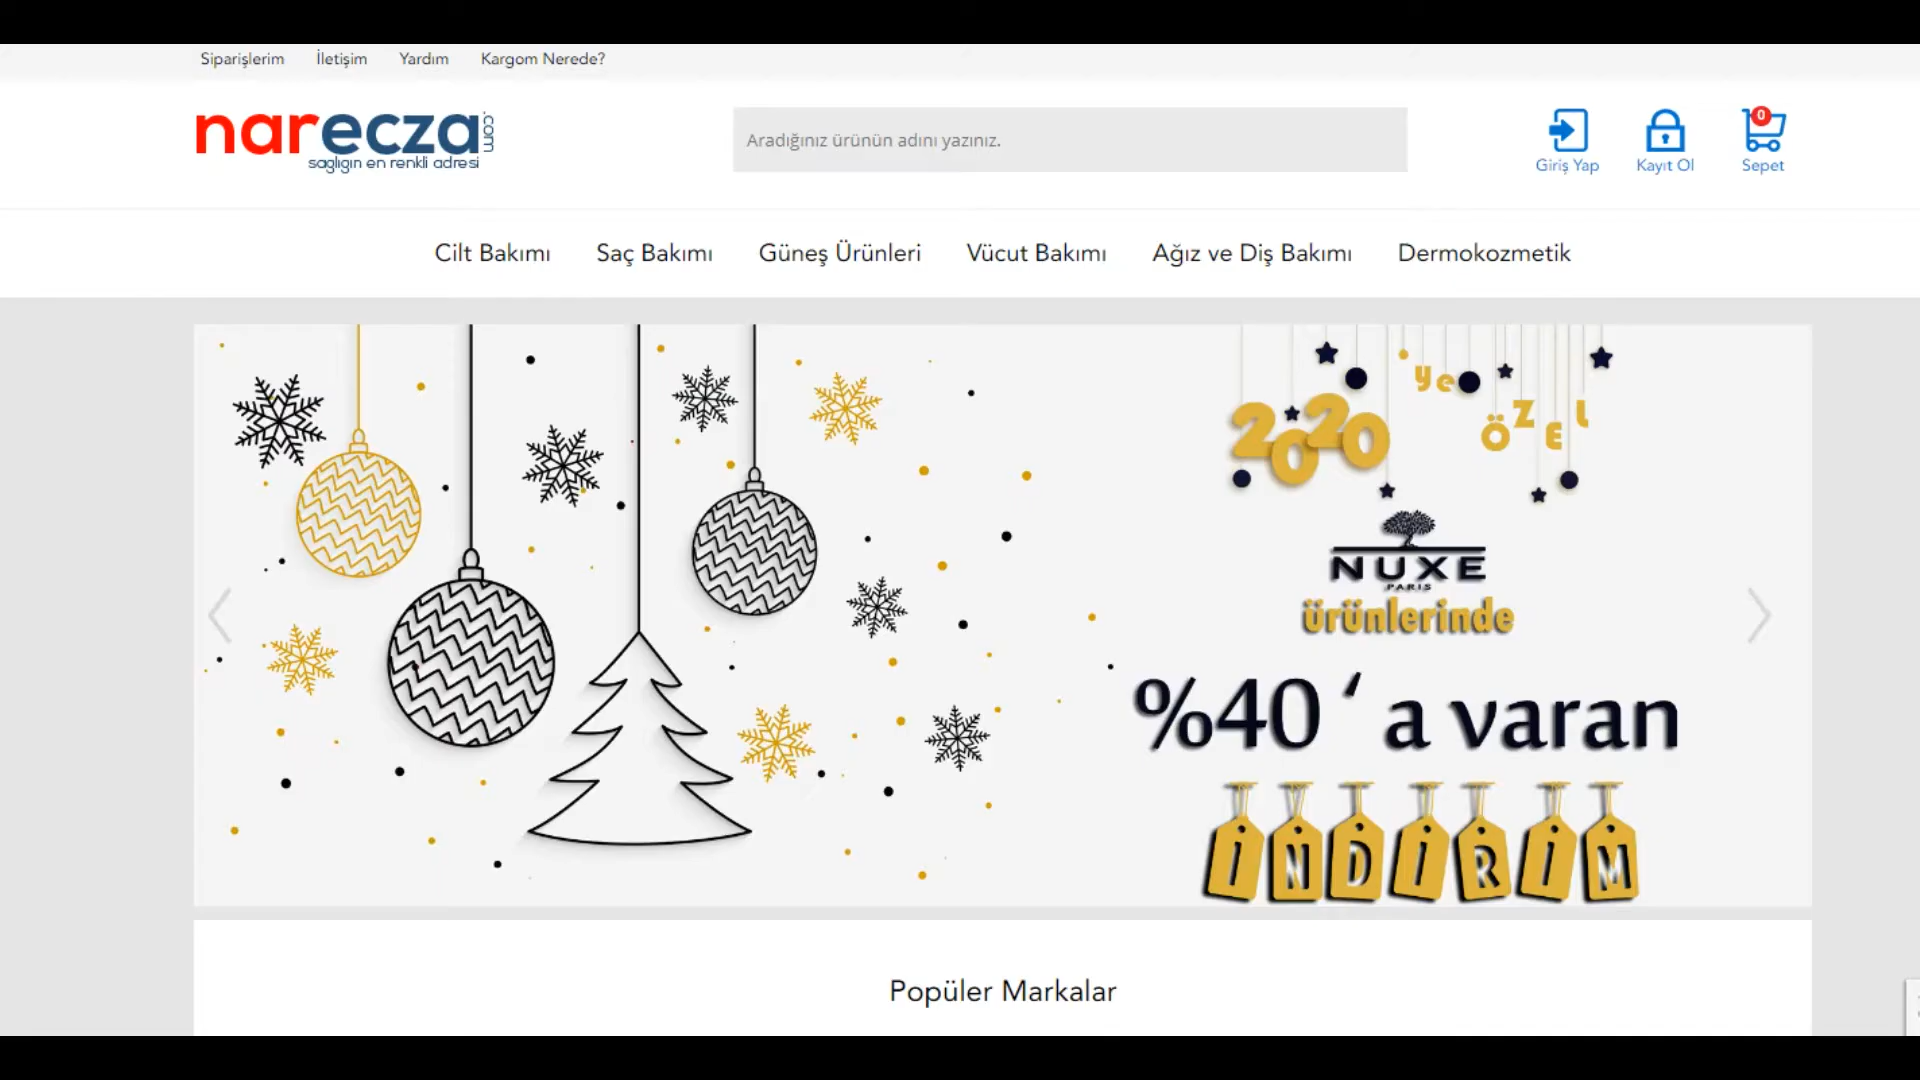 Siparişlerim İletişim Yardım Kargom Nerede?
narecza.com
saglıgın en renkli adresi
Aradığınız ürünün adını yazınız.
Giriş Yap
Kayıt Ol
0
Sepet
Cilt Bakımı Saç Bakımı Güneş Ürünleri Vücut Bakımı Ağız ve Diş Bakımı Dermokozmetik
2020 ye ÖZEL
NUXE
PARIS
ürünlerinde
%40 ‘ a varan
İNDİRİM
Popüler Markalar